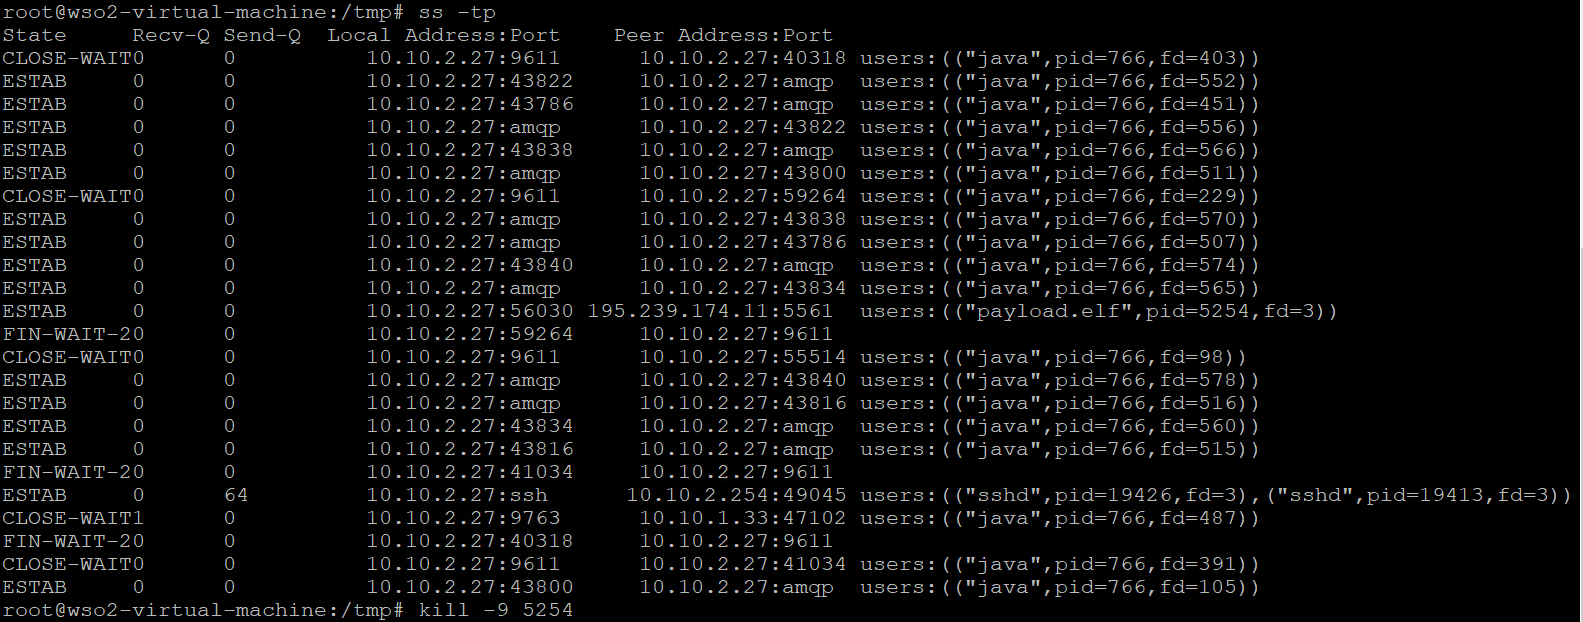 root@wso2-virtual-machine:/tmp# ss -tp
State Recv-Q Send-Q Local Address:Port Peer Address:Port
CLOSE-WAIT0 0 10.10.2.27:9611 10.10.2.27:40318 users:(("java",pid=766,fd=403))
ESTAB 0 0 10.10.2.27:43822 10.10.2.27:amqp users:(("java",pid=766,fd=552))
ESTAB 0 0 10.10.2.27:43786 10.10.2.27:amqp users:(("java",pid=766,fd=451))
ESTAB 0 0 10.10.2.27:amqp 10.10.2.27:43822 users:(("java",pid=766,fd=556))
ESTAB 0 0 10.10.2.27:43838 10.10.2.27:amqp users:(("java",pid=766,fd=566))
ESTAB 0 0 10.10.2.27:amqp 10.10.2.27:43800 users:(("java",pid=766,fd=511))
CLOSE-WAIT0 0 10.10.2.27:9611 10.10.2.27:59264 users:(("java",pid=766,fd=229))
ESTAB 0 0 10.10.2.27:amqp 10.10.2.27:43838 users:(("java",pid=766,fd=570))
ESTAB 0 0 10.10.2.27:amqp 10.10.2.27:43786 users:(("java",pid=766,fd=507))
ESTAB 0 0 10.10.2.27:43840 10.10.2.27:amqp users:(("java",pid=766,fd=574))
ESTAB 0 0 10.10.2.27:amqp 10.10.2.27:43834 users:(("java",pid=766,fd=565))
ESTAB 0 0 10.10.2.27:56030 195.239.174.11:5561 users:(("payload.elf",pid=5254,fd=3))
FIN-WAIT-20 0 10.10.2.27:59264 10.10.2.27:9611
CLOSE-WAIT0 0 10.10.2.27:9611 10.10.2.27:55514 users:(("java",pid=766,fd=98))
ESTAB 0 0 10.10.2.27:amqp 10.10.2.27:43840 users:(("java",pid=766,fd=578))
ESTAB 0 0 10.10.2.27:amqp 10.10.2.27:43816 users:(("java",pid=766,fd=516))
ESTAB 0 0 10.10.2.27:43834 10.10.2.27:amqp users:(("java",pid=766,fd=560))
ESTAB 0 0 10.10.2.27:43816 10.10.2.27:amqp users:(("java",pid=766,fd=515))
FIN-WAIT-20 0 10.10.2.27:41034 10.10.2.27:9611
ESTAB 0 64 10.10.2.27:ssh 10.10.2.254:49045 users:(("sshd",pid=19426,fd=3),("sshd",pid=19413,fd=3))
CLOSE-WAIT1 0 10.10.2.27:9763 10.10.1.33:47102 users:(("java",pid=766,fd=487))
FIN-WAIT-20 0 10.10.2.27:40318 10.10.2.27:9611
CLOSE-WAIT0 0 10.10.2.27:9611 10.10.2.27:41034 users:(("java",pid=766,fd=391))
ESTAB 0 0 10.10.2.27:43800 10.10.2.27:amqp users:(("java",pid=766,fd=105))
root@wso2-virtual-machine:/tmp# kill -9 5254